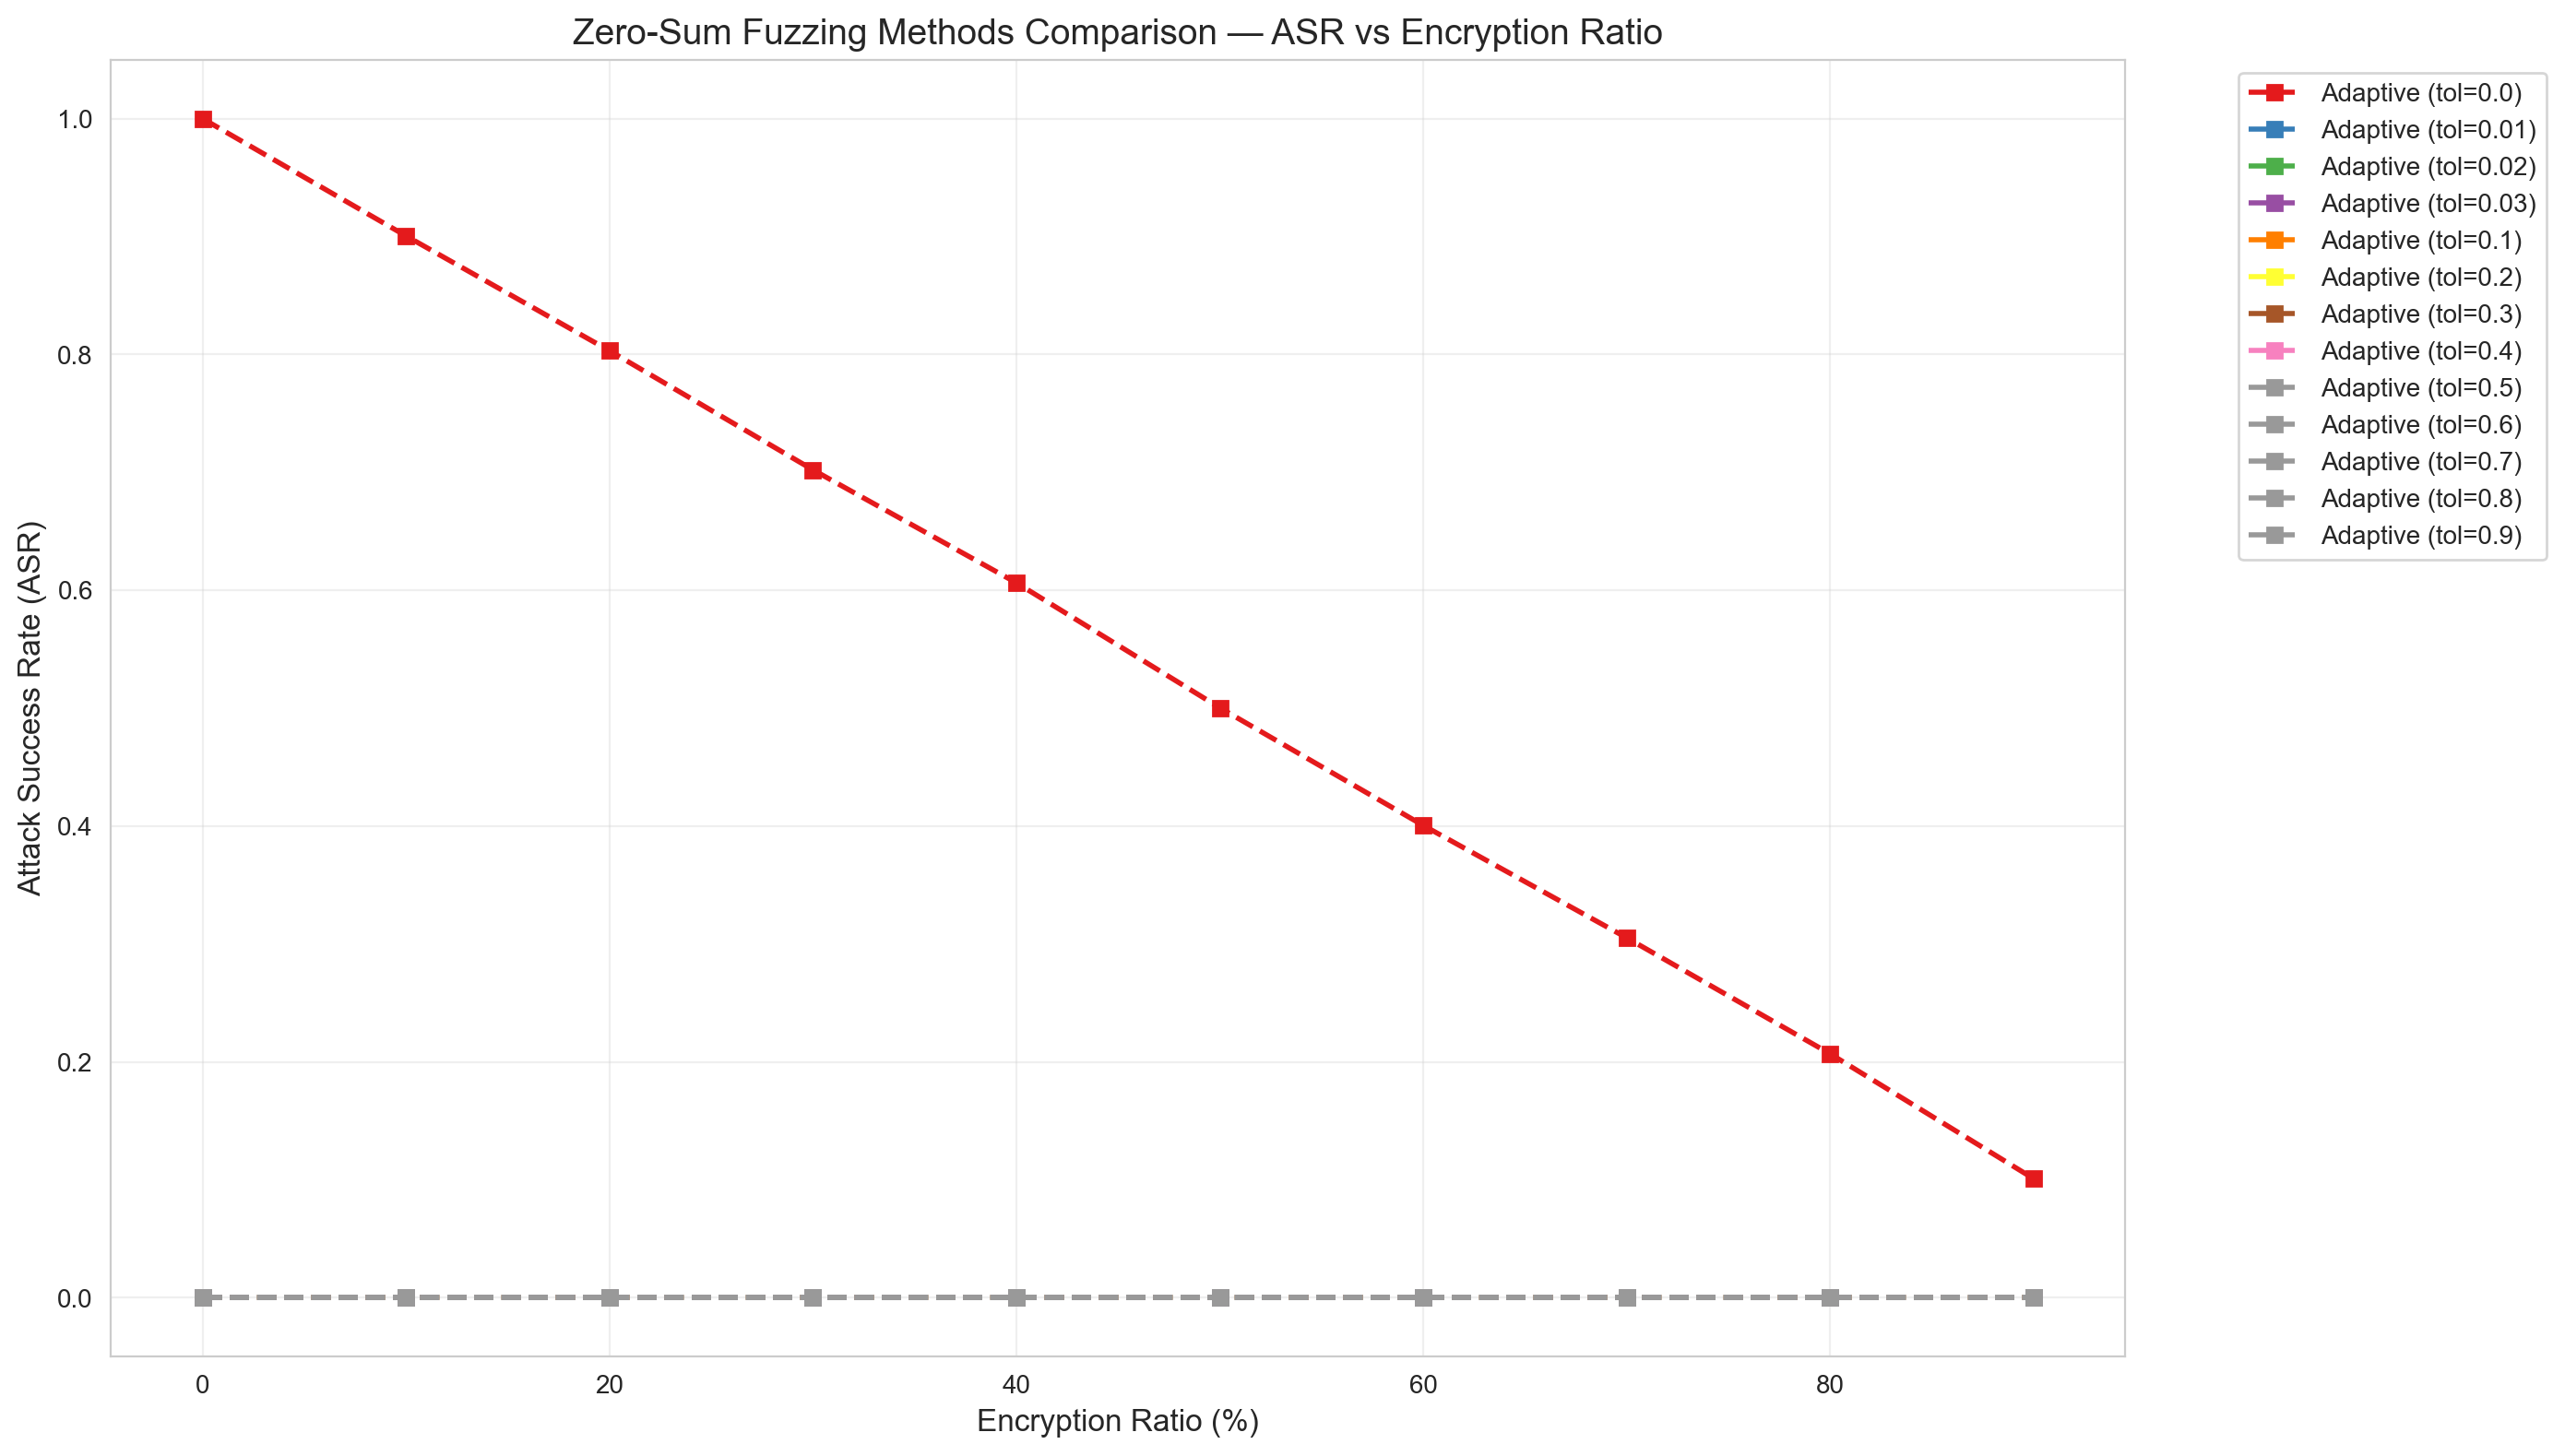 Zero-Sum Fuzzing Methods Comparison — ASR vs Encryption Ratio
Attack Success Rate (ASR)
1.0
0.8
0.6
0.4
0.2
0.0
0 20 40 60 80
Encryption Ratio (%)
Adaptive (tol=0.0)
Adaptive (tol=0.01)
Adaptive (tol=0.02)
Adaptive (tol=0.03)
Adaptive (tol=0.1)
Adaptive (tol=0.2)
Adaptive (tol=0.3)
Adaptive (tol=0.4)
Adaptive (tol=0.5)
Adaptive (tol=0.6)
Adaptive (tol=0.7)
Adaptive (tol=0.8)
Adaptive (tol=0.9)